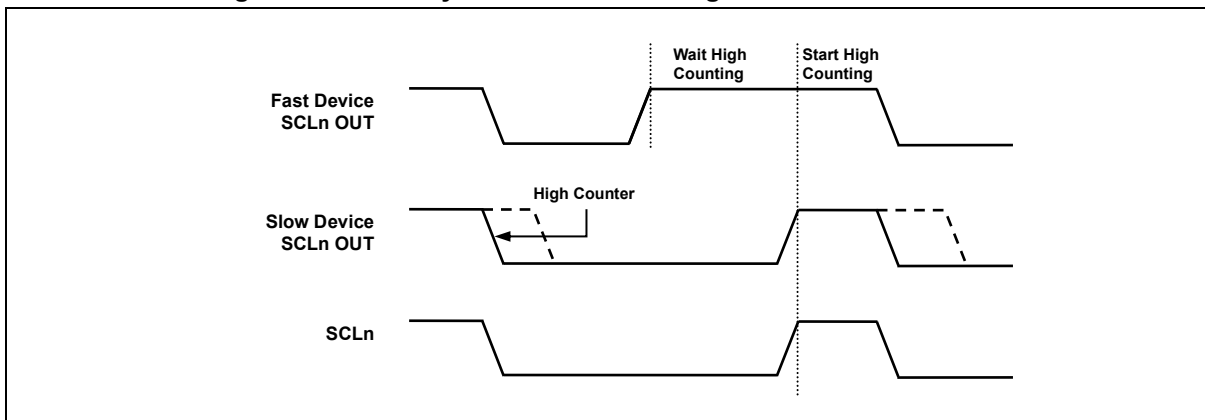 Wait High
Counting
Start High
Counting
Fast Device
SCLn OUT
High Counter
Slow Device
SCLn OUT
SCLn